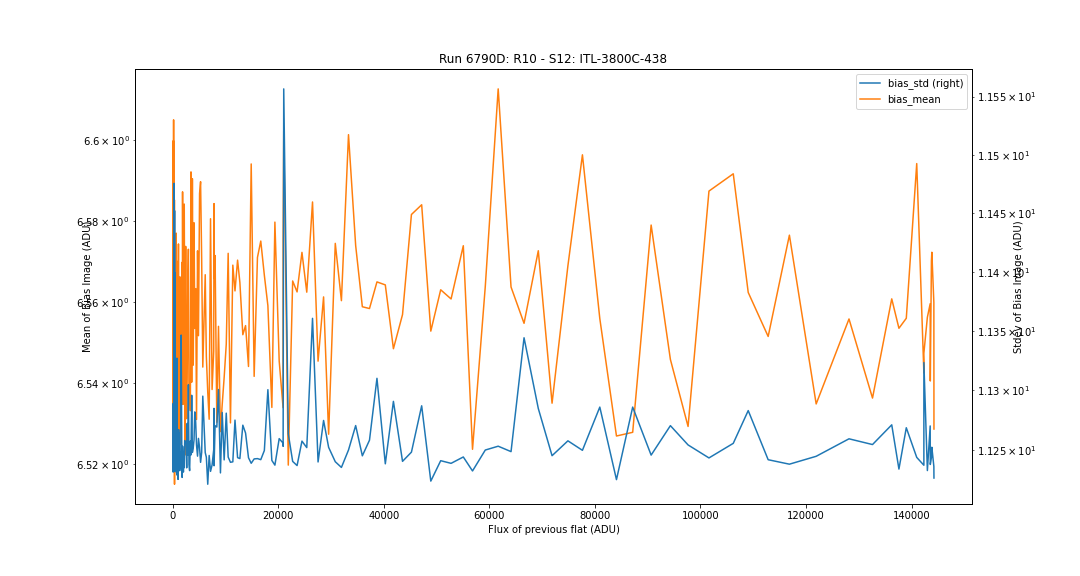 Run 6790D: R10 - S12: ITL-3800C-438
bias_std (right)
bias_mean
6.6 × 10⁰
6.58 × 10⁰
6.56 × 10⁰
6.54 × 10⁰
6.52 × 10⁰
Mean of Bias Image (ADU)
1.155 × 10¹
1.15 × 10¹
1.145 × 10¹
1.14 × 10¹
1.135 × 10¹
1.13 × 10¹
1.125 × 10¹
Stdev of Bias Image (ADU)
0 20000 40000 60000 80000 100000 120000 140000
Flux of previous flat (ADU)